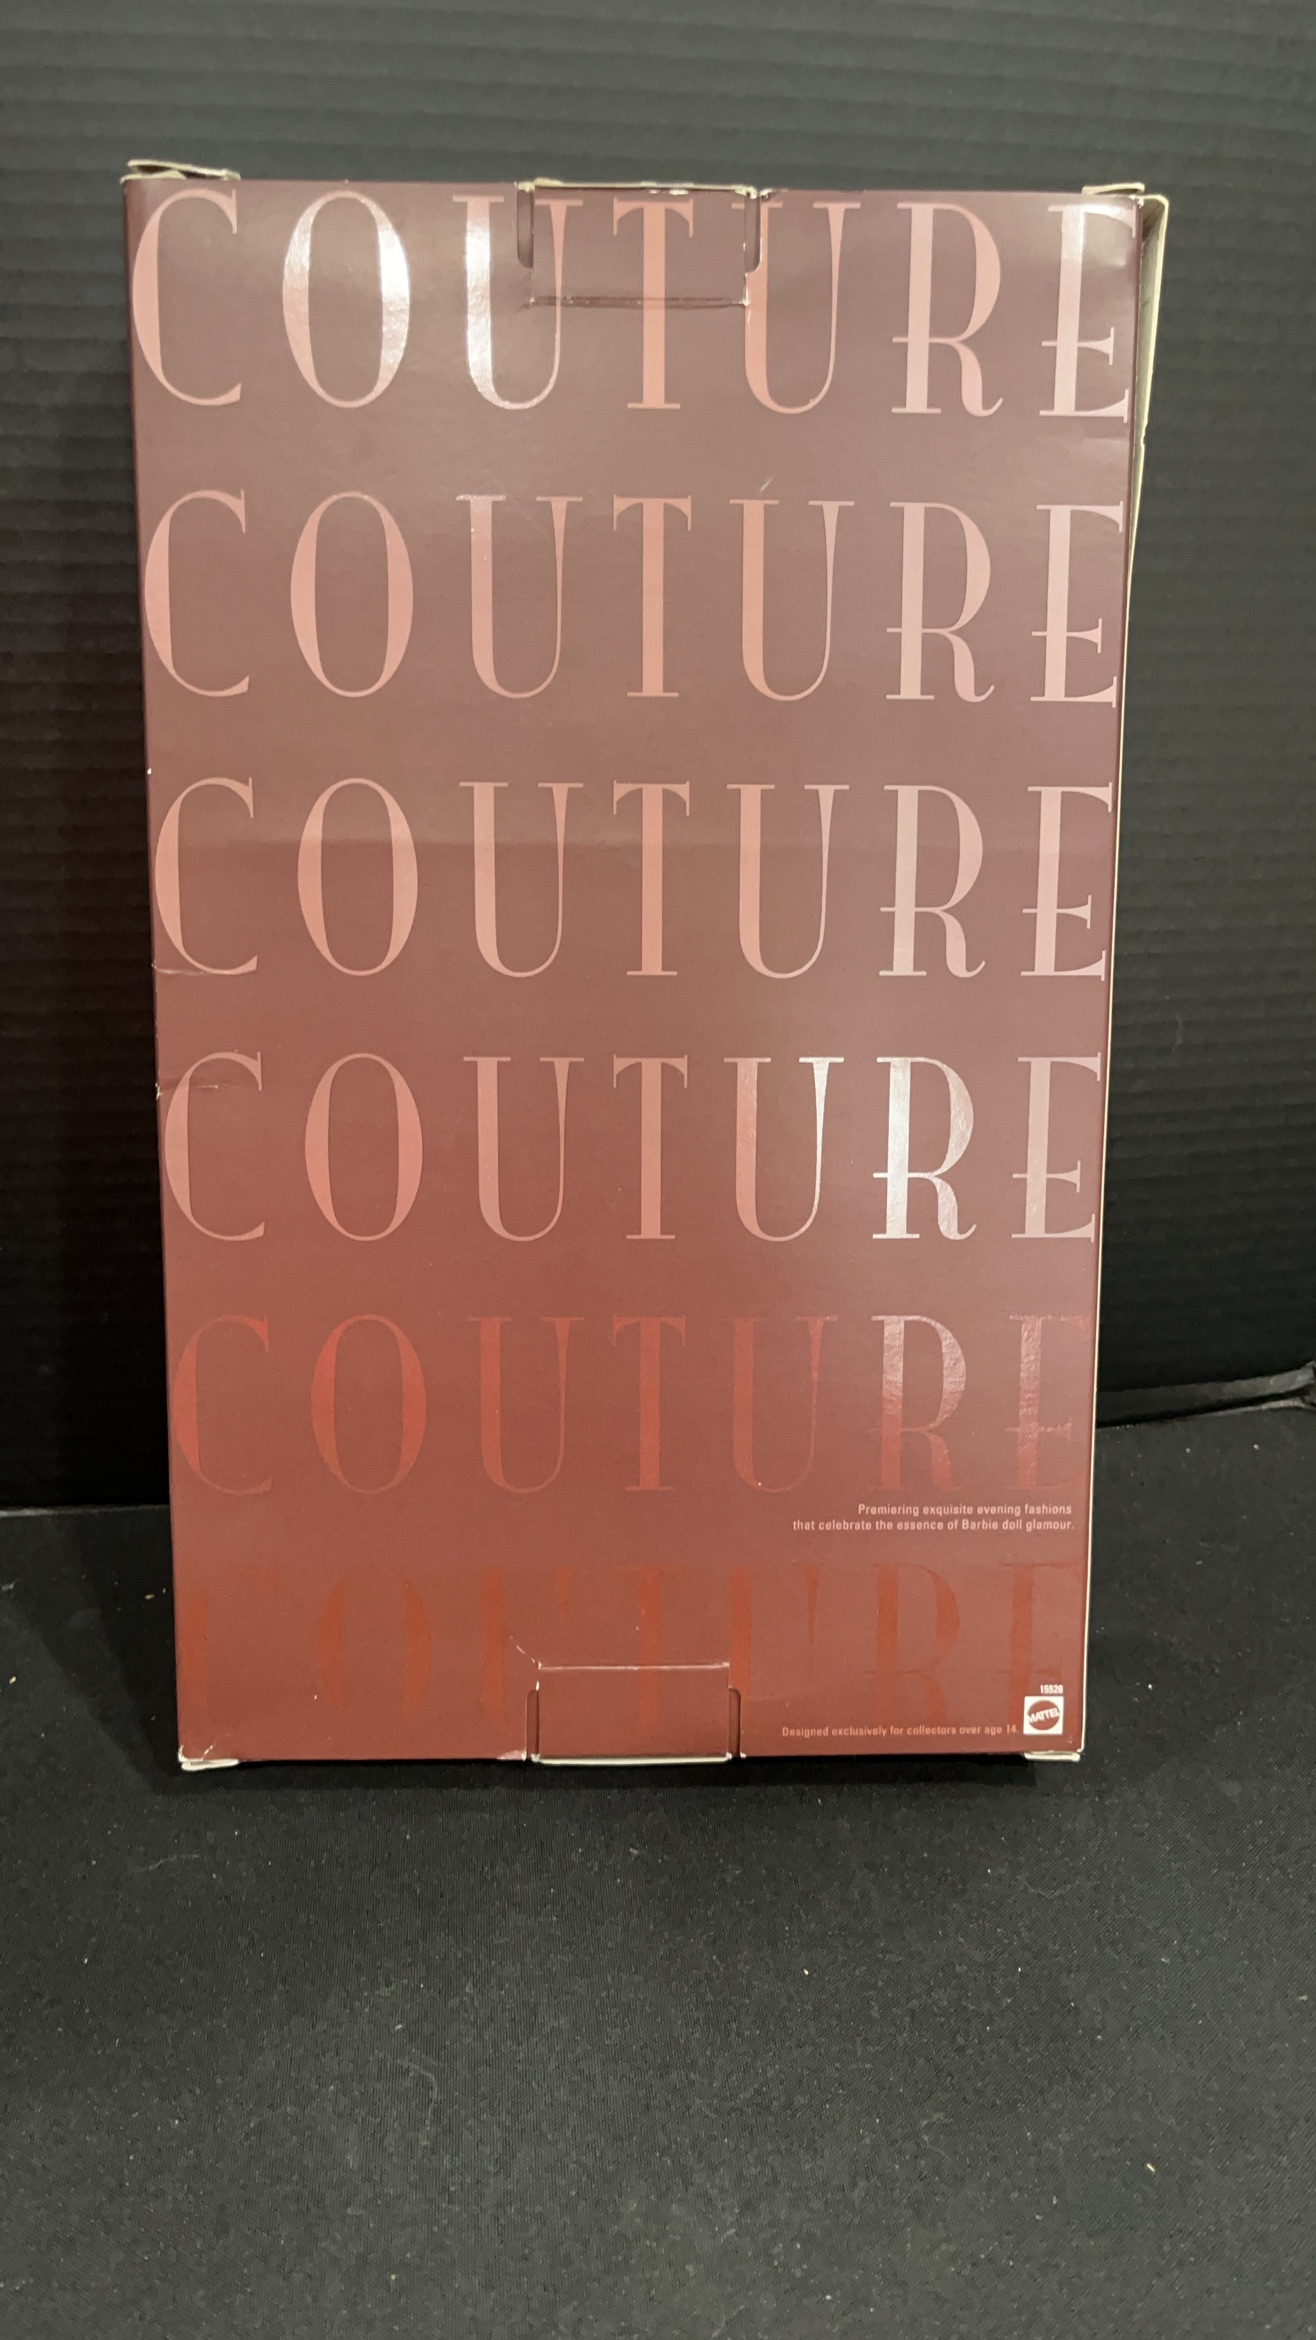 COUTURE
COUTURE
COUTURE
COUTURE
COUTURE
Premiering exquisite evening fashions
that celebrate the essence of Barbie doll glamour.
COUTURE
15528
MATTEL
Designed exclusively for collectors over age 14.